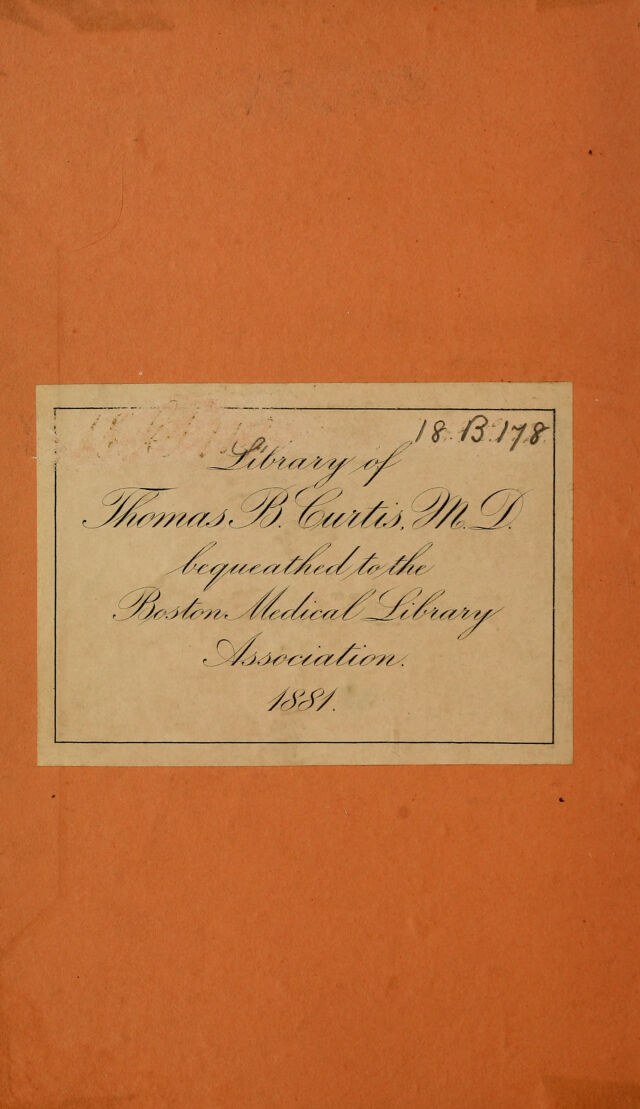 18.B.178.
Library of
Thomas B. Curtis, M.D.
bequeathed to the
Boston Medical Library
Association.
1881.